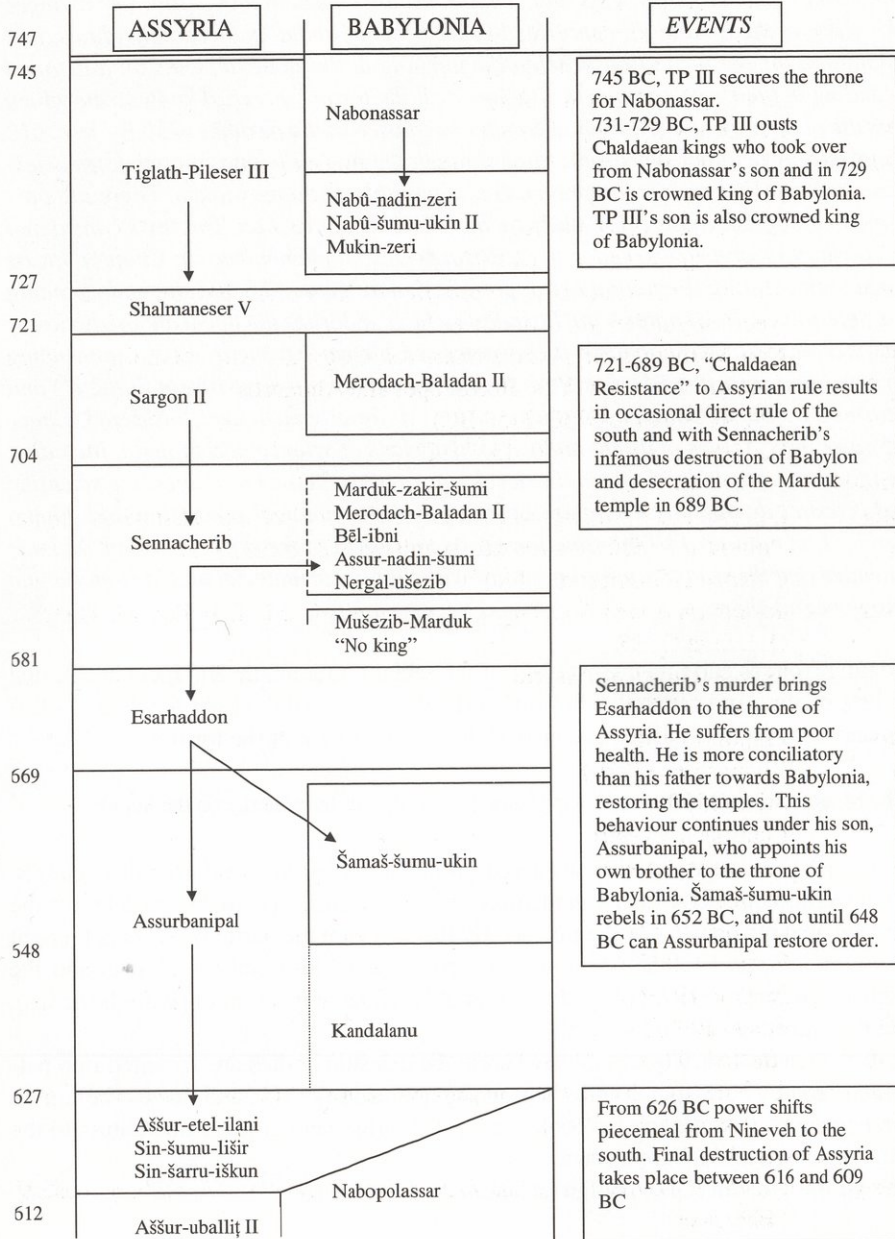 ASSYRIA
BABYLONIA
EVENTS
747
745
Nabonassar
Tiglath-Pileser III
Nabû-nadin-zeri
Nabû-šumu-ukin II
Mukin-zeri
745 BC, TP III secures the throne
for Nabonassar.
731-729 BC, TP III ousts
Chaldaean kings who took over
from Nabonassar's son and in 729
BC is crowned king of Babylonia.
TP III's son is also crowned king
of Babylonia.
727
Shalmaneser V
721
Sargon II
Merodach-Baladan II
721-689 BC, “Chaldaean
Resistance” to Assyrian rule results
in occasional direct rule of the
south and with Sennacherib's
infamous destruction of Babylon
and desecration of the Marduk
temple in 689 BC.
704
Sennacherib
Marduk-zakir-šumi
Merodach-Baladan II
Bēl-ibni
Assur-nadin-šumi
Nergal-ušezib
Mušezib-Marduk
“No king”
681
Esarhaddon
Sennacherib's murder brings
Esarhaddon to the throne of
Assyria. He suffers from poor
health. He is more conciliatory
than his father towards Babylonia,
restoring the temples. This
behaviour continues under his son,
Assurbanipal, who appoints his
own brother to the throne of
Babylonia. Šamaš-šumu-ukin
rebels in 652 BC, and not until 648
BC can Assurbanipal restore order.
669
Šamaš-šumu-ukin
Assurbanipal
648
Kandalanu
627
Aššur-etel-ilani
Sin-šumu-lišir
Sin-šarru-iškun
Nabopolassar
From 626 BC power shifts
piecemeal from Nineveh to the
south. Final destruction of Assyria
takes place between 616 and 609
BC
612
Aššur-uballiṭ II